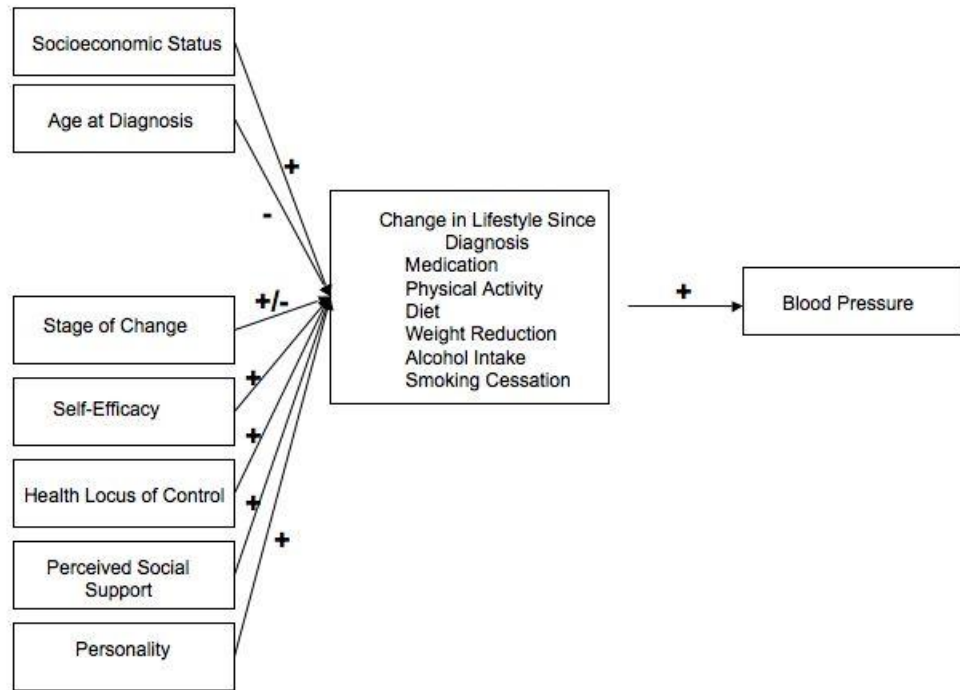 Socioeconomic Status
Age at Diagnosis
+
-
Change in Lifestyle Since
Diagnosis
Medication
Physical Activity
Diet
Weight Reduction
Alcohol Intake
Smoking Cessation
+
Blood Pressure
+/-
Stage of Change
+
Self-Efficacy
+
Health Locus of Control
+
Perceived Social
Support
+
Personality